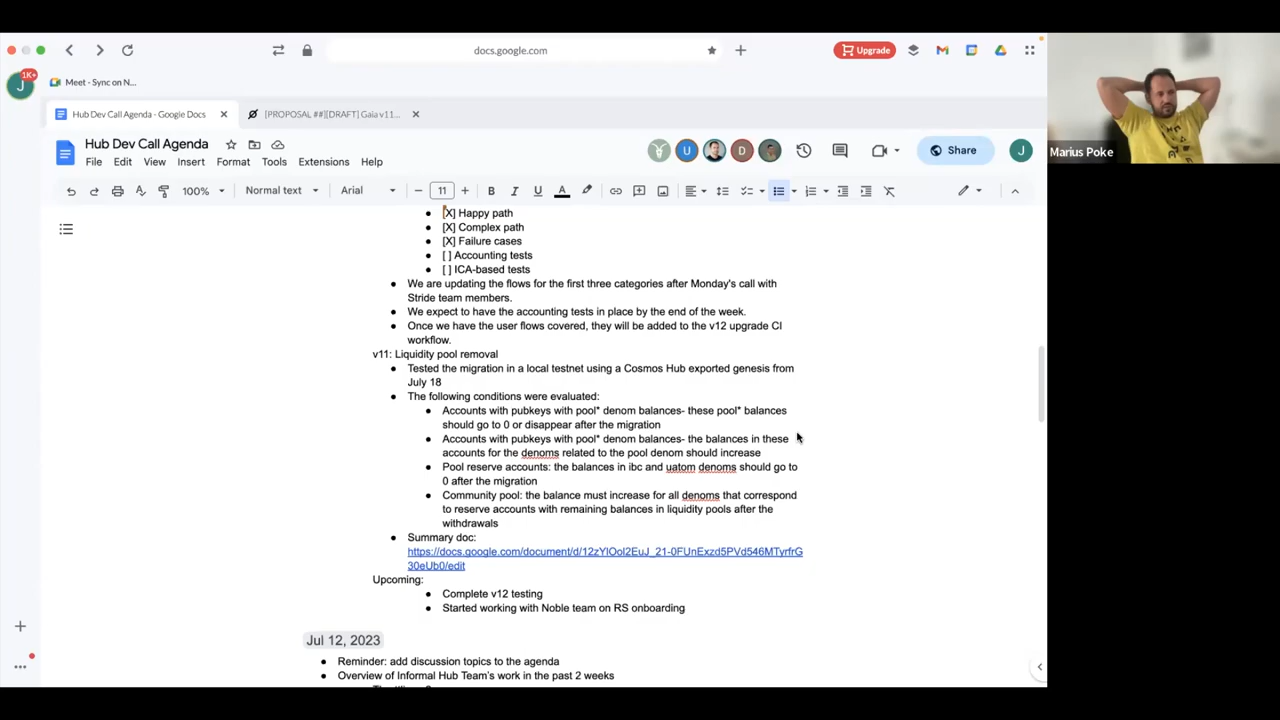 docs.google.com
Upgrade
1K+
J
Meet - Sync on N...
Hub Dev Call Agenda - Google Docs
[PROPOSAL ##][DRAFT] Gaia v11...
Marius Poke
Hub Dev Call Agenda
File Edit View Insert Format Tools Extensions Help
U
D
Share
J
100%
Normal text
Arial
11
B I U A
[X] Happy path
[X] Complex path
[X] Failure cases
[ ] Accounting tests
[ ] ICA-based tests
We are updating the flows for the first three categories after Monday's call with
Stride team members.
We expect to have the accounting tests in place by the end of the week.
Once we have the user flows covered, they will be added to the v12 upgrade CI
workflow.
v11: Liquidity pool removal
Tested the migration in a local testnet using a Cosmos Hub exported genesis from
July 18
The following conditions were evaluated:
Accounts with pubkeys with pool* denom balances- these pool* balances
should go to 0 or disappear after the migration
Accounts with pubkeys with pool* denom balances- the balances in these
accounts for the denoms related to the pool denom should increase
Pool reserve accounts: the balances in ibc and uatom denoms should go to
0 after the migration
Community pool: the balance must increase for all denoms that correspond
to reserve accounts with remaining balances in liquidity pools after the
withdrawals
Summary doc:
https://docs.google.com/document/d/12zYlOol2EuJ_21-0FUnExzd5PVd546MTyrfrG
30eUb0/edit
Upcoming:
Complete v12 testing
Started working with Noble team on RS onboarding
Jul 12, 2023
Reminder: add discussion topics to the agenda
Overview of Informal Hub Team's work in the past 2 weeks